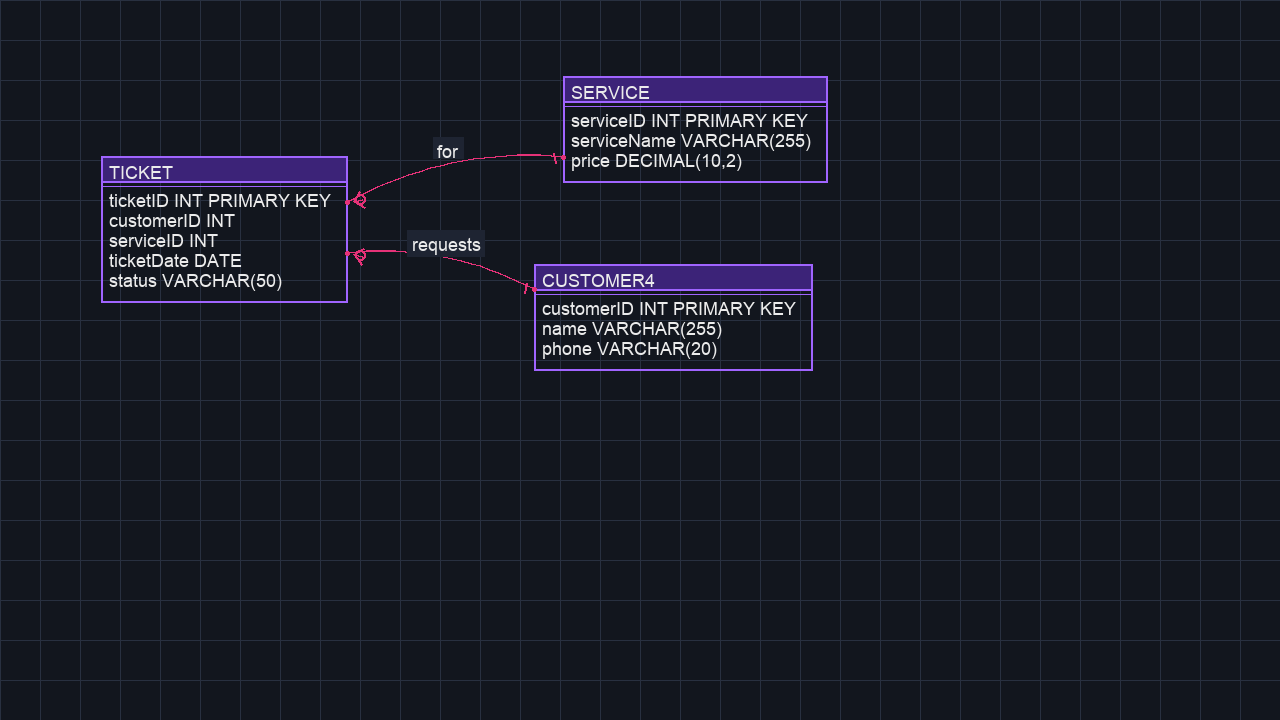 SERVICE
serviceID INT PRIMARY KEY
serviceName VARCHAR(255)
price DECIMAL(10,2)
for
TICKET
ticketID INT PRIMARY KEY
customerID INT
serviceID INT
ticketDate DATE
status VARCHAR(50)
requests
CUSTOMER4
customerID INT PRIMARY KEY
name VARCHAR(255)
phone VARCHAR(20)